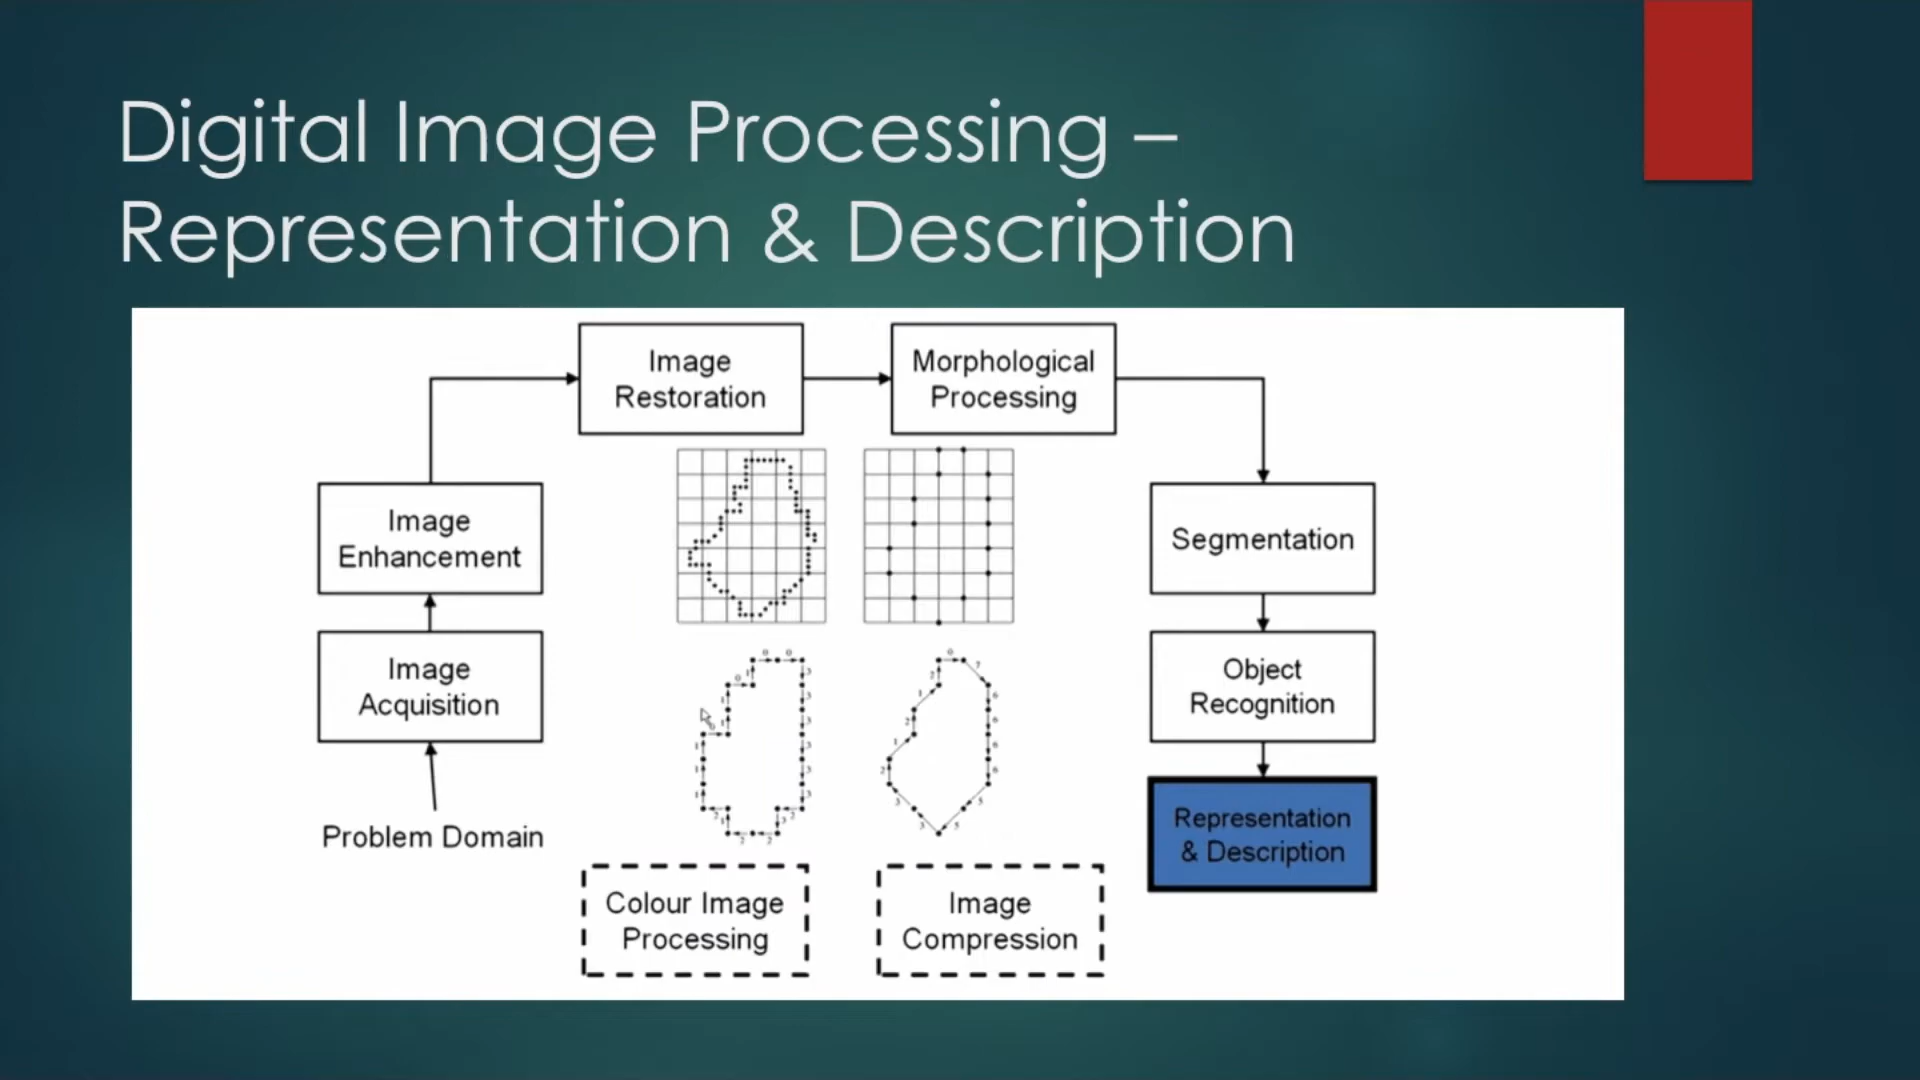 Digital Image Processing –
Representation & Description
Image
Restoration
Morphological
Processing
Image
Enhancement
Segmentation
Image
Acquisition
Object
Recognition
Problem Domain
Representation
& Description
Colour Image
Processing
Image
Compression